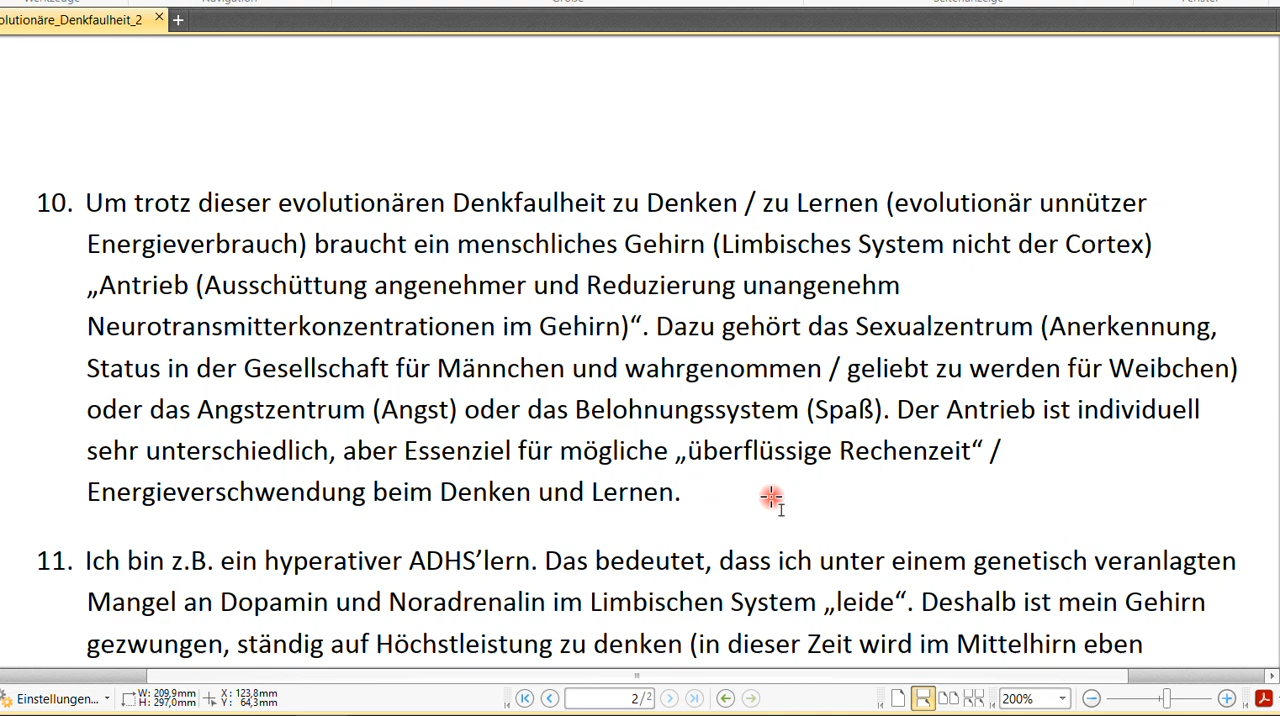 olutionäre_Denkfaulheit_2 × +
10. Um trotz dieser evolutionären Denkfaulheit zu Denken / zu Lernen (evolutionär unnützer
Energieverbrauch) braucht ein menschliches Gehirn (Limbisches System nicht der Cortex)
„Antrieb (Ausschüttung angenehmer und Reduzierung unangenehm
Neurotransmitterkonzentrationen im Gehirn)“. Dazu gehört das Sexualzentrum (Anerkennung,
Status in der Gesellschaft für Männchen und wahrgenommen / geliebt zu werden für Weibchen)
oder das Angstzentrum (Angst) oder das Belohnungssystem (Spaß). Der Antrieb ist individuell
sehr unterschiedlich, aber Essenziel für mögliche „überflüssige Rechenzeit“ /
Energieverschwendung beim Denken und Lernen.
11. Ich bin z.B. ein hyperativer ADHS’lern. Das bedeutet, dass ich unter einem genetisch veranlagten
Mangel an Dopamin und Noradrenalin im Limbischen System „leide“. Deshalb ist mein Gehirn
gezwungen, ständig auf Höchstleistung zu denken (in dieser Zeit wird im Mittelhirn eben
Einstellungen... W: 209,9mm X: 123,8mm 2/2 200%
H: 297,0mm Y: 64,3mm